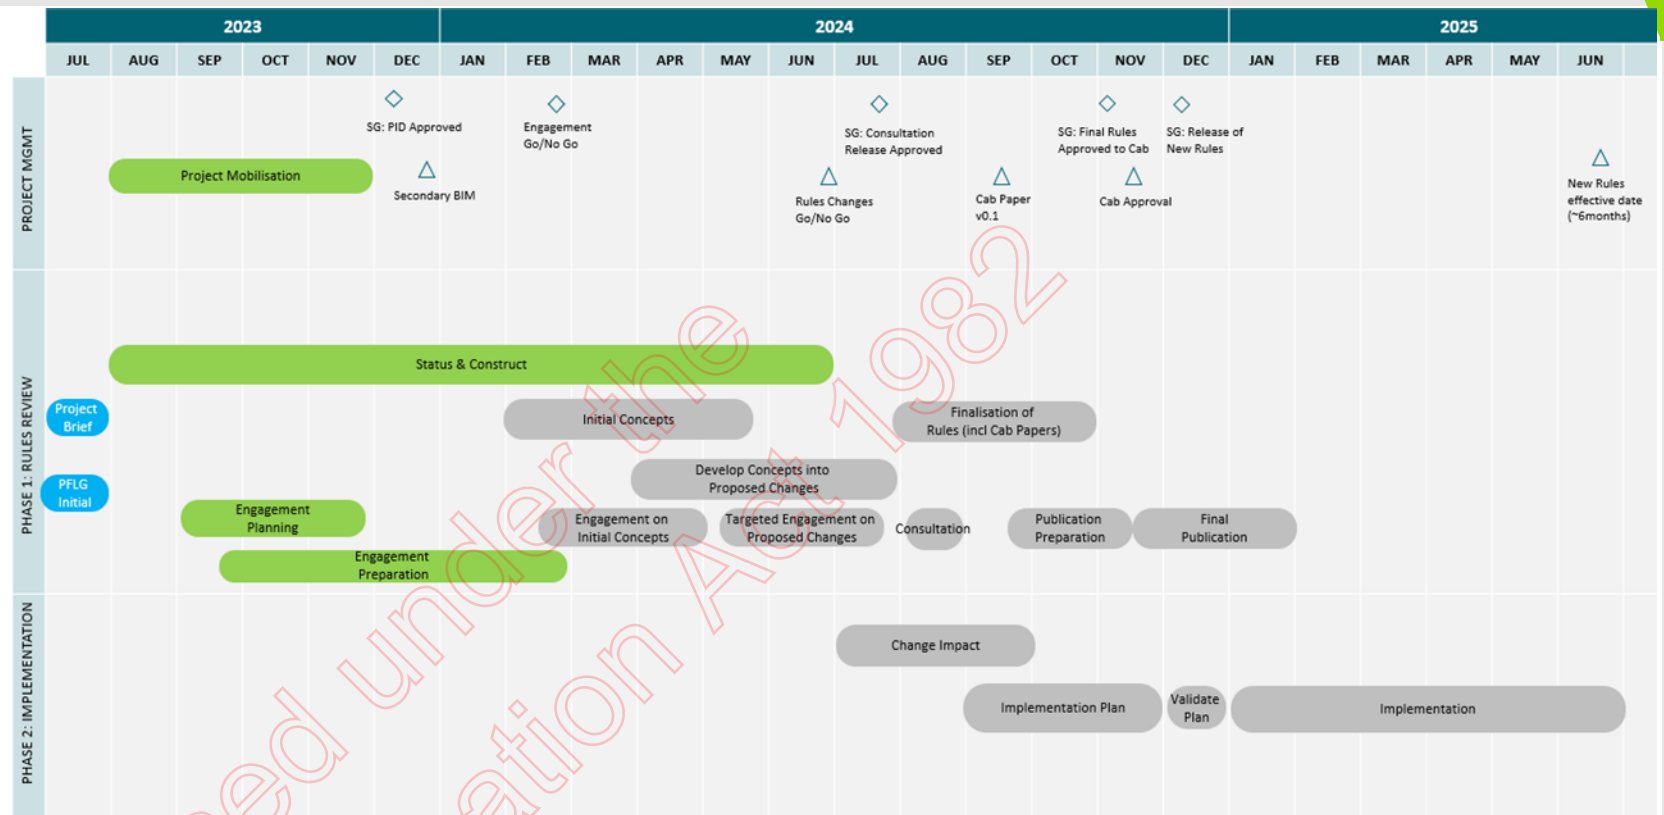 2023
2024
2025
JUL AUG SEP OCT NOV DEC JAN FEB MAR APR MAY JUN JUL AUG SEP OCT NOV DEC JAN FEB MAR APR MAY JUN
PROJECT MGMT
SG: PID Approved
Engagement
Go/No Go
SG: Consultation
Release Approved
SG: Final Rules
Approved to Cab
SG: Release of
New Rules
Project Mobilisation
Secondary BIM
Rules Changes
Go/No Go
Cab Paper
v0.1
Cab Approval
New Rules
effective date
(~6months)
PHASE 1: RULES REVIEW
Status & Construct
Project
Brief
Initial Concepts
Finalisation of
Rules (incl Cab Papers)
PFLG
Initial
Develop Concepts into
Proposed Changes
Engagement
Planning
Engagement on
Initial Concepts
Targeted Engagement on
Proposed Changes
Consultation
Publication
Preparation
Final
Publication
Engagement
Preparation
PHASE 2: IMPLEMENTATION
Change Impact
Implementation Plan
Validate
Plan
Implementation
under the
Act 1982